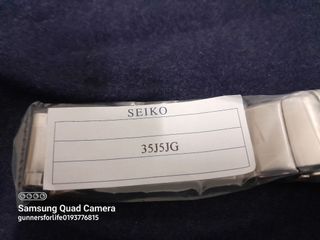 SEIKO
35J5JG
Samsung Quad Camera
gunnersforlife0193776815